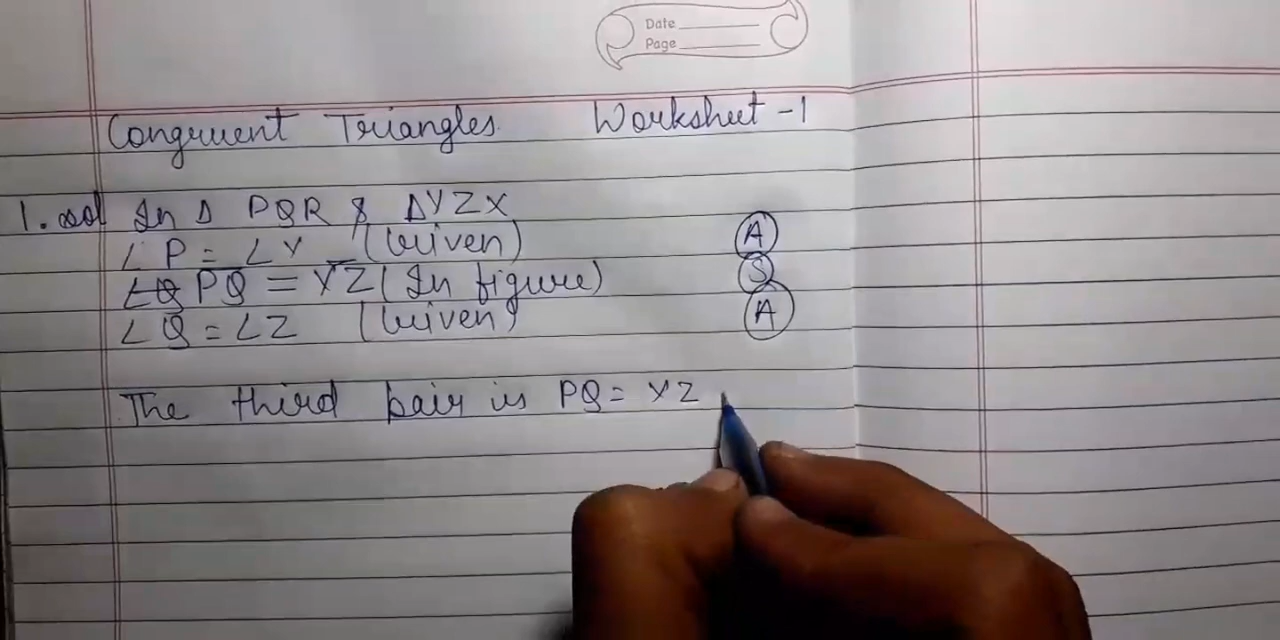 Date
Page
Congruent Triangles. Worksheet-1
1. sol In Δ PQR & ΔYZX
∠P = ∠Y (Given) A
∠Q PQ = YZ (In figure) S
∠Q = ∠Z (Given) A
The third pair is PQ = YZ